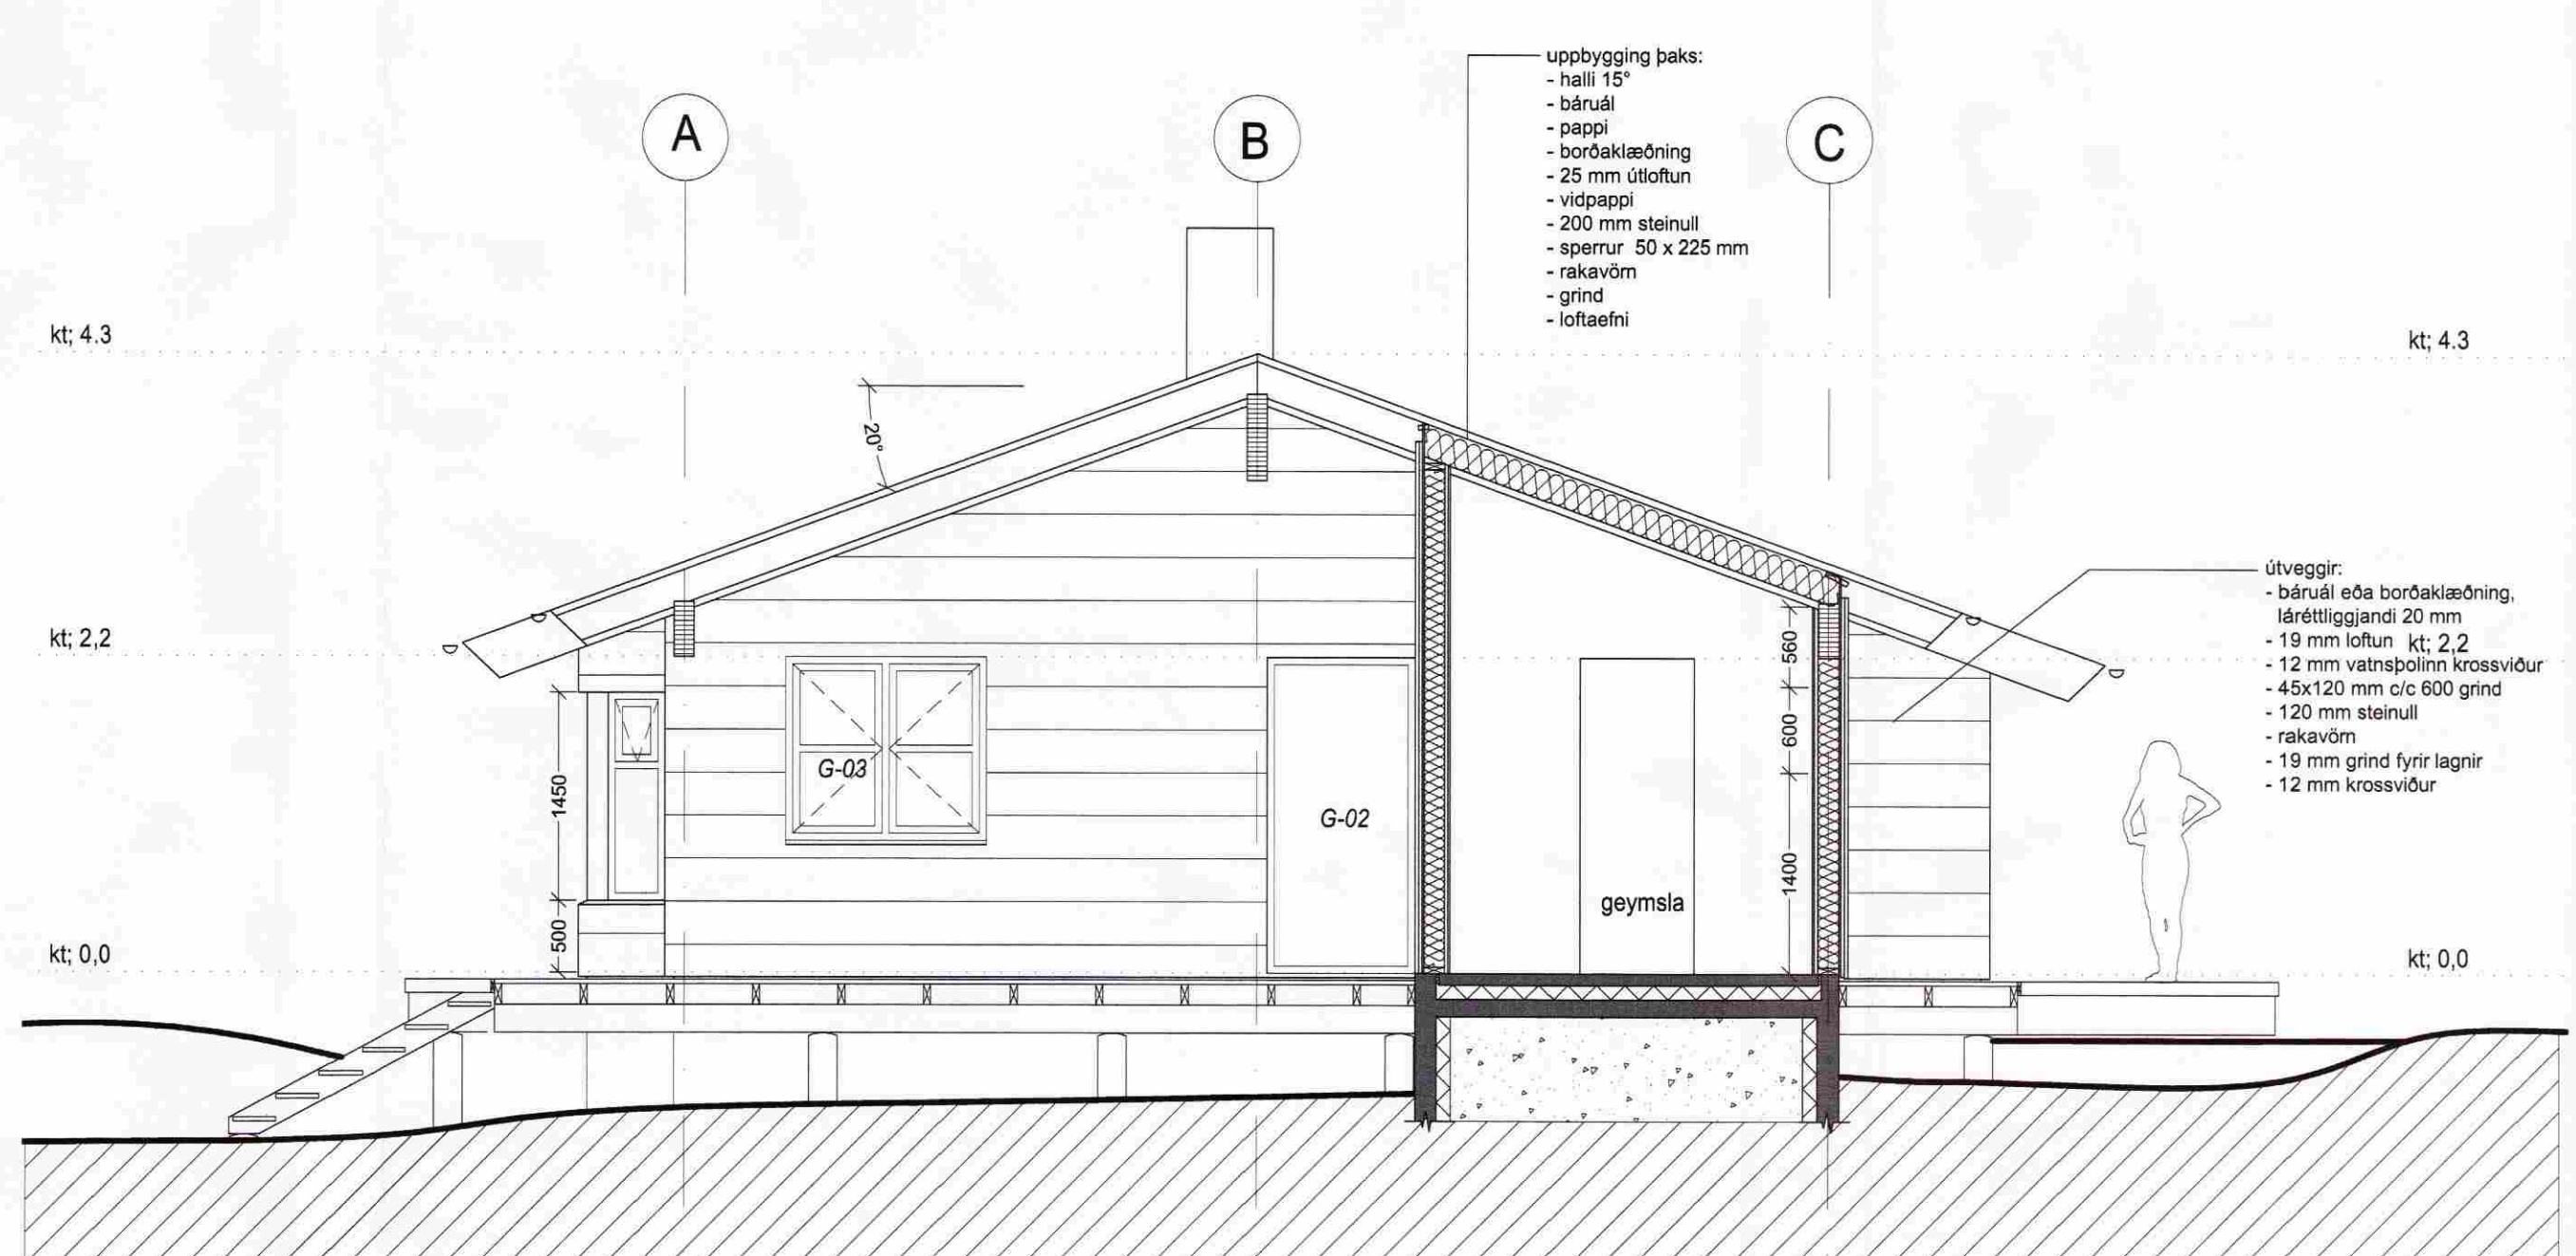 A
B
C
uppbygging þaks:
- halli 15°
- báruál
- pappi
- borðaklæðning
- 25 mm útloftun
- vidpappi
- 200 mm steinull
- sperrur 50 x 225 mm
- rakavörn
- grind
- loftaefni
kt; 4.3
kt; 4.3
20°
útveggir:
- báruál eða borðaklæðning,
láréttliggjandi 20 mm
- 19 mm loftun
- 12 mm vatnsþolinn krossviður
- 45x120 mm c/c 600 grind
- 120 mm steinull
- rakavörn
- 19 mm grind fyrir lagnir
- 12 mm krossviður
kt; 2,2
kt; 2,2
560
600
1400
1450
500
G-03
G-02
geymsla
kt; 0,0
kt; 0,0